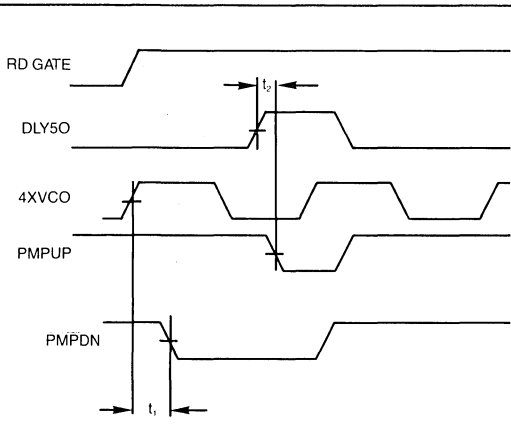 RD GATE
t₂
DLY5O
4XVCO
PMPUP
PMPDN
t₁